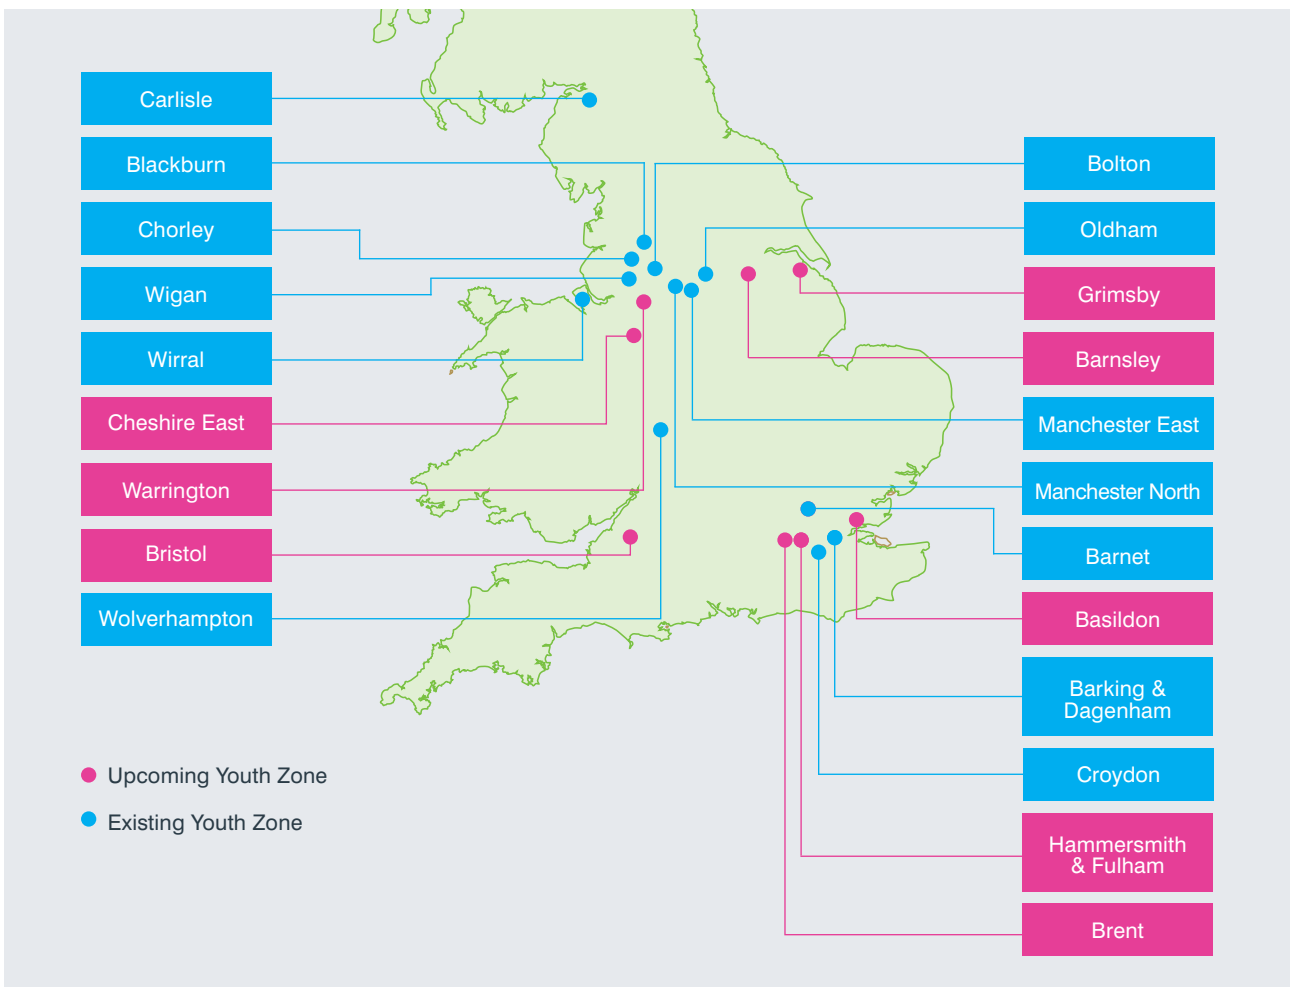 Carlisle
Blackburn
Chorley
Wigan
Wirral
Cheshire East
Warrington
Bristol
Wolverhampton
Bolton
Oldham
Grimsby
Barnsley
Manchester East
Manchester North
Barnet
Basildon
Barking &
Dagenham
Croydon
Hammersmith
& Fulham
Brent
Upcoming Youth Zone
Existing Youth Zone